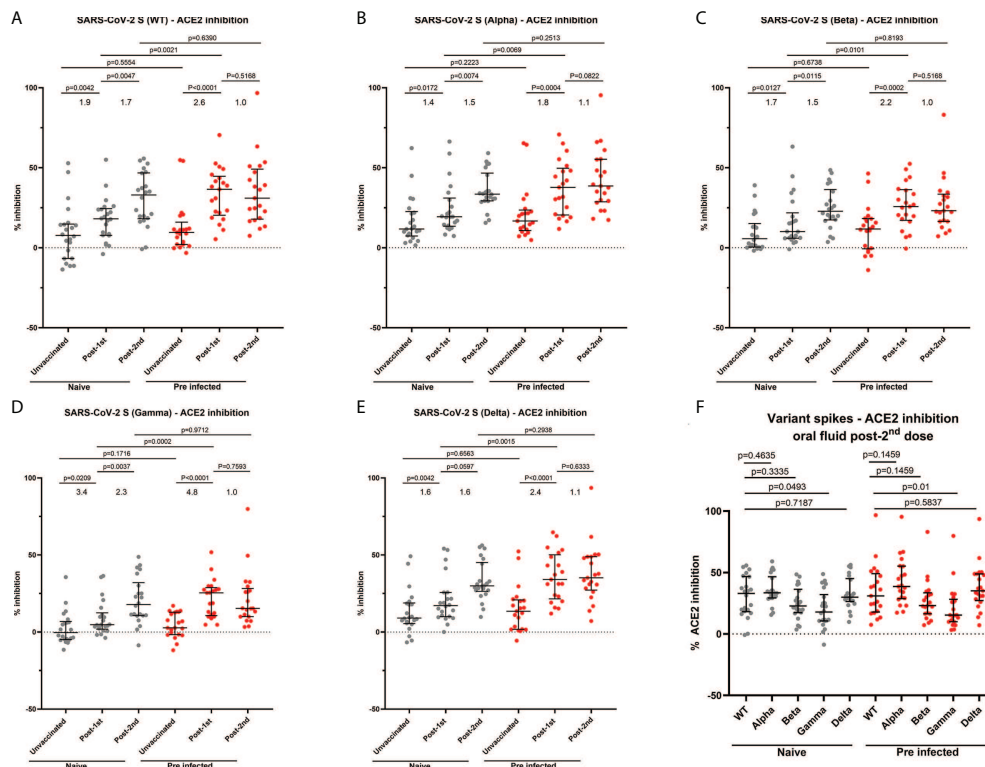 A
SARS-CoV-2 S (WT) - ACE2 inhibition
p=0.6390
p=0.0021
p=0.5554
p=0.0047
P=0.5168
p=0.0042
P<0.0001
1.9
1.7
2.6
1.0
100
50
0
-50
% inhibition
Unvaccinated
Post-1st
Post-2nd
Unvaccinated
Post-1st
Post-2nd
Naive
Pre infected
B
SARS-CoV-2 S (Alpha) - ACE2 inhibition
p=0.2513
p=0.0069
p=0.2223
p=0.0074
P=0.0822
p=0.0172
P=0.0004
1.4
1.5
1.8
1.1
100
50
0
-50
% inhibition
Unvaccinated
Post-1st
Post-2nd
Unvaccinated
Post-1st
Post-2nd
Naive
Pre infected
C
SARS-CoV-2 S (Beta) - ACE2 inhibition
p=0.8193
p=0.0101
p=0.6738
p=0.0115
P=0.5168
p=0.0127
P=0.0002
1.7
1.5
2.2
1.0
100
50
0
-50
% inhibition
Unvaccinated
Post-1st
Post-2nd
Unvaccinated
Post-1st
Post-2nd
Naive
Pre infected
D
SARS-CoV-2 S (Gamma) - ACE2 inhibition
p=0.9712
p=0.0002
p=0.1716
p=0.0037
P=0.7593
p=0.0209
P<0.0001
3.4
2.3
4.8
1.0
100
50
0
-50
% inhibition
Unvaccinated
Post-1st
Post-2nd
Unvaccinated
Post-1st
Post-2nd
Naive
Pre infected
E
SARS-CoV-2 S (Delta) - ACE2 inhibition
p=0.2938
p=0.0015
p=0.6563
p=0.0597
P=0.6333
p=0.0042
P<0.0001
1.6
1.6
2.4
1.1
100
50
0
-50
% inhibition
Unvaccinated
Post-1st
Post-2nd
Unvaccinated
Post-1st
Post-2nd
Naive
Pre infected
F
Variant spikes - ACE2 inhibition
oral fluid post-2nd dose
p=0.4635
p=0.1459
p=0.3335
p=0.1459
p=0.0493
p=0.01
p=0.7187
p=0.5837
100
50
0
-50
% ACE2 inhibition
WT
Alpha
Beta
Gamma
Delta
WT
Alpha
Beta
Gamma
Delta
Naive
Pre infected